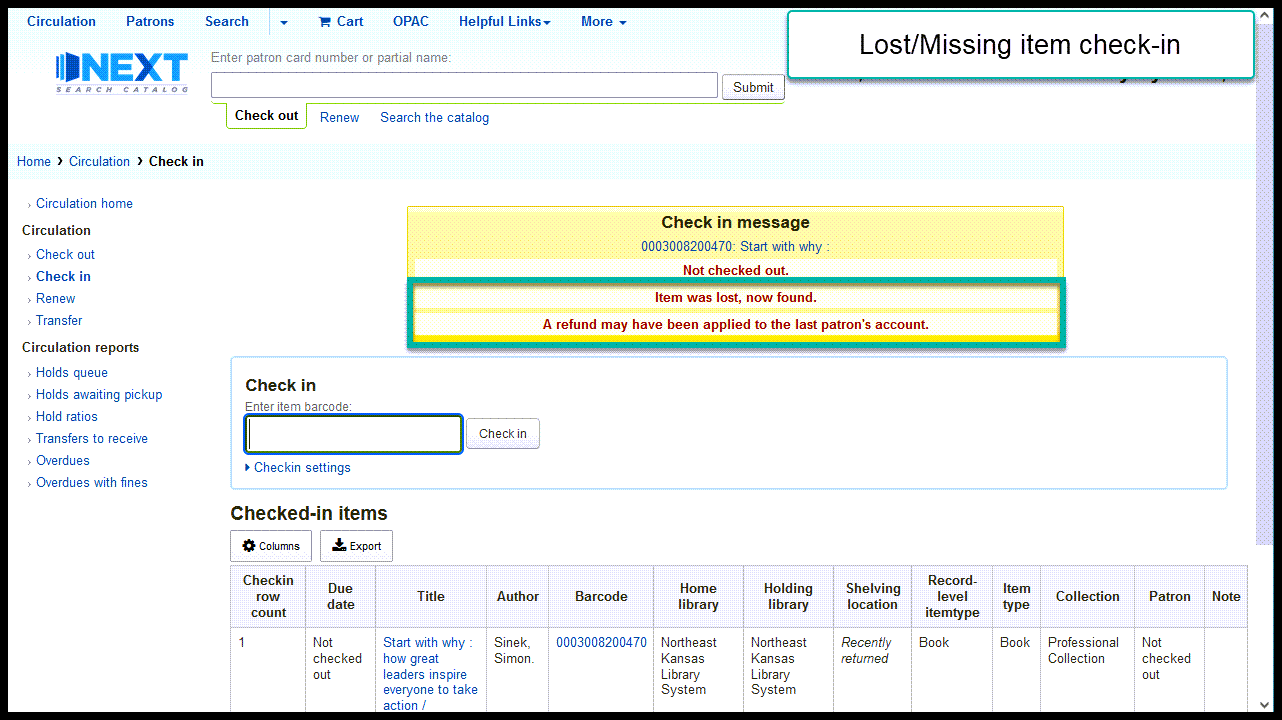 Circulation Patrons Search Cart OPAC Helpful Links More
Lost/Missing item check-in
NEXT
SEARCH CATALOG
Enter patron card number or partial name:
Submit
Check out Renew Search the catalog
Home › Circulation › Check in
› Circulation home
Circulation
› Check out
› Check in
› Renew
› Transfer
Circulation reports
› Holds queue
› Holds awaiting pickup
› Hold ratios
› Transfers to receive
› Overdues
› Overdues with fines
Check in message
0003008200470: Start with why :
Not checked out.
Item was lost, now found.
A refund may have been applied to the last patron's account.
Check in
Enter item barcode:
Check in
Checkin settings
Checked-in items
Columns Export
Checkin row count Due date Title Author Barcode Home library Holding library Shelving location Record-level itemtype Item type Collection Patron Note
1 Not checked out Start with why : how great leaders inspire everyone to take action / Sinek, Simon. 0003008200470 Northeast Kansas Library System Northeast Kansas Library System Recently returned Book Book Professional Collection Not checked out